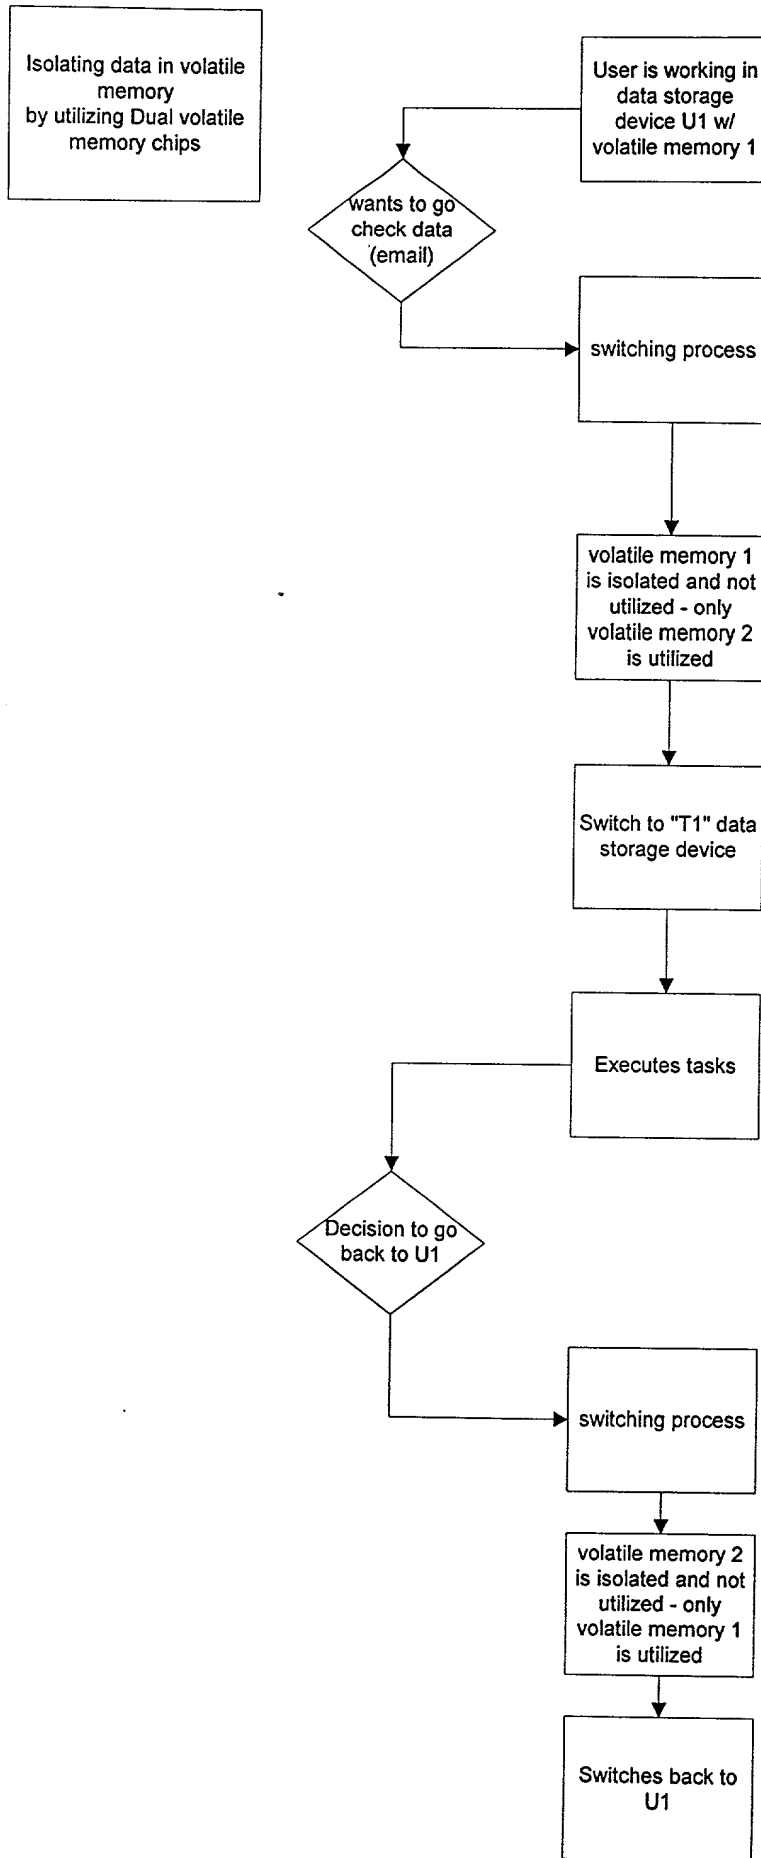 Isolating data in volatile
memory
by utilizing Dual volatile
memory chips
User is working in
data storage
device U1 w/
volatile memory 1
wants to go
check data
(email)
switching process
volatile memory 1
is isolated and not
utilized - only
volatile memory 2
is utilized
Switch to "T1" data
storage device
Executes tasks
Decision to go
back to U1
switching process
volatile memory 2
is isolated and not
utilized - only
volatile memory 1
is utilized
Switches back to
U1